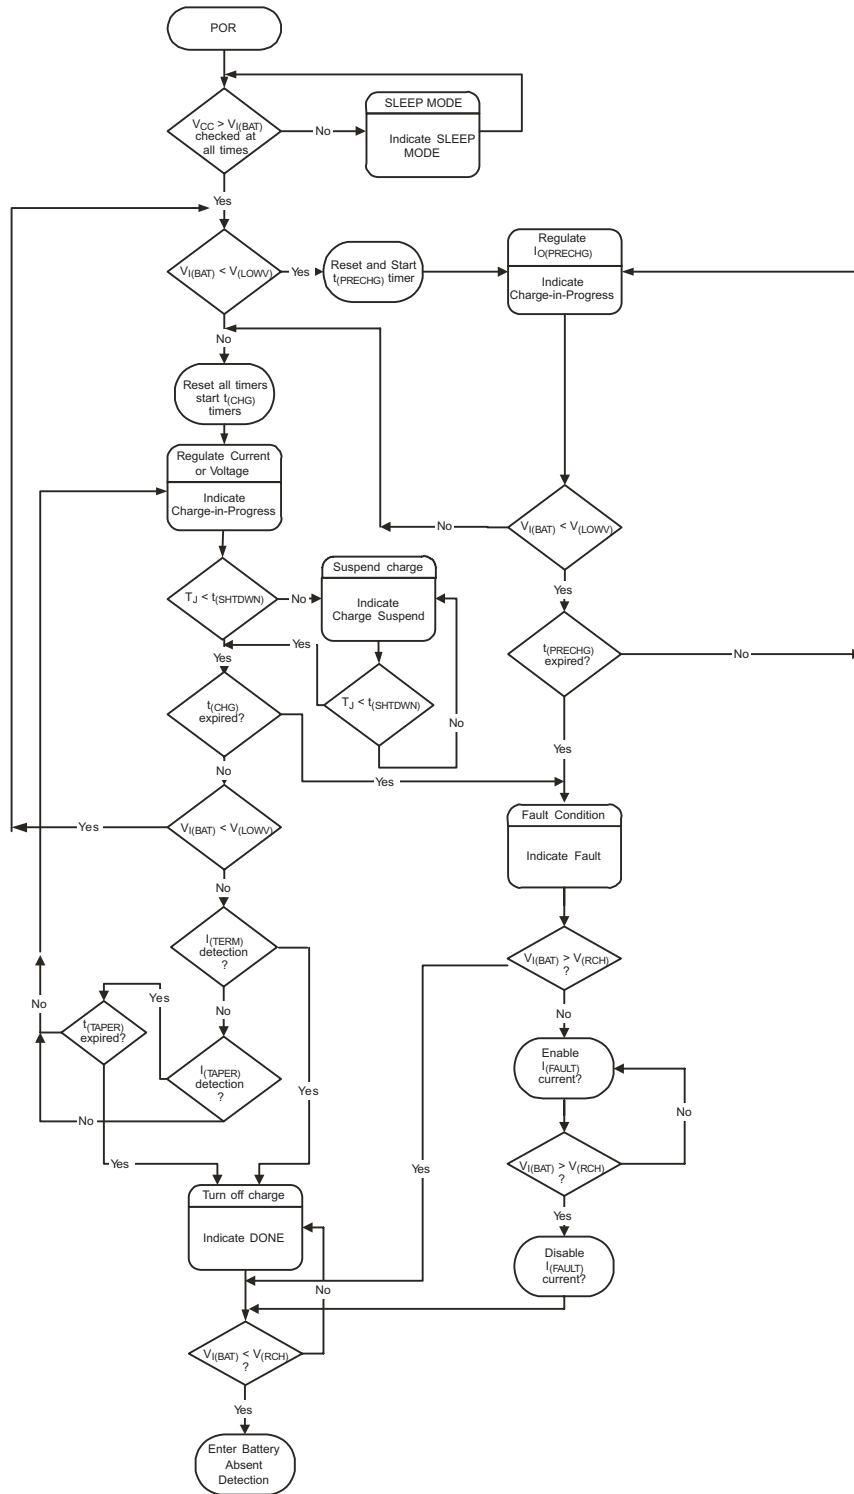 POR
VCC > VI(BAT)
checked at
all times
No
SLEEP MODE
Indicate SLEEP
MODE
Yes
VI(BAT) < V(LOWV)
Yes
Reset and Start
t(PRECHG) timer
Regulate
IO(PRECHG)
Indicate
Charge-in-Progress
No
Reset all timers
start t(CHG)
timers
Regulate Current
or Voltage
Indicate
Charge-in-Progress
No
VI(BAT) < V(LOWV)
Yes
TJ < t(SHTDWN)
No
Suspend charge
Indicate
Charge Suspend
Yes
Yes
TJ < t(SHTDWN)
No
t(PRECHG)
expired?
No
Yes
t(CHG)
expired?
Yes
No
VI(BAT) < V(LOWV)
Yes
No
Fault Condition
Indicate Fault
I(TERM)
detection
?
Yes
No
VI(BAT) > V(RCH)
?
Yes
No
t(TAPER)
expired?
No
Yes
Yes
I(TAPER)
detection
?
No
Enable
I(FAULT)
current?
VI(BAT) > V(RCH)
?
No
Yes
Disable
I(FAULT)
current?
Turn off charge
Indicate DONE
No
VI(BAT) < V(RCH)
?
Yes
Enter Battery
Absent
Detection